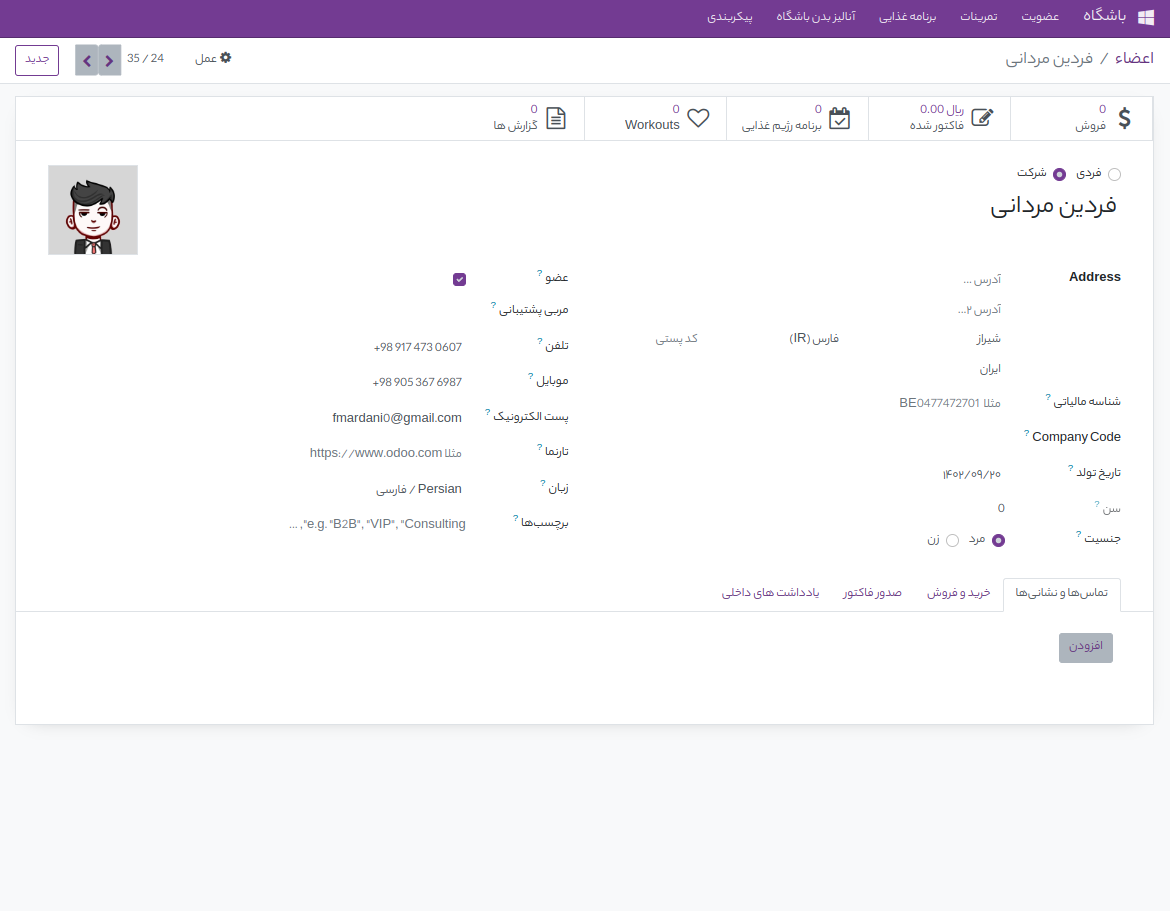 باشگاه عضویت تمرینات برنامه غذایی آنالیز بدن باشگاه پیکربندی
اعضاء / فردین مردانی
عمل
35 / 24
جدید
0
فروش
ریال 0.00
فاکتور شده
0
برنامه رژیم غذایی
0
Workouts
0
گزارش ها
فردی شرکت
فردین مردانی
Address
آدرس ...
آدرس ۲...
شیراز فارس (IR) کد پستی
ایران
شناسه مالیاتی ? مثلا BE0477472701
Company Code ?
تاریخ تولد ? ۱۴۰۲/۰۹/۲۰
سن ? 0
جنسیت ? مرد زن
عضو ?
مربی پشتیبانی ?
تلفن ? +98 917 473 0607
موبایل ? +98 905 367 6987
پست الکترونیک ? fmardani0@gmail.com
تارنما ? مثلا https://www.odoo.com
زبان ? Persian / فارسی
برچسب‌ها ? e.g. "B2B", "VIP", "Consulting", ...
تماس‌ها و نشانی‌ها خرید و فروش صدور فاکتور یادداشت های داخلی
افزودن